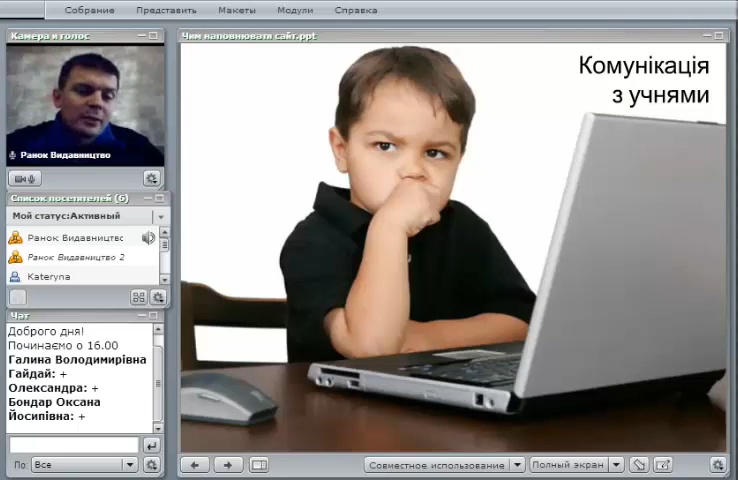 Собрание Представить Макеты Модули Справка
Камера и голос
Ранок Видавництво
Список посетителей (6)
Мой статус:Активный
Ранок Видавництво
Ранок Видавництво 2
Kateryna
Чат
Доброго дня!
Починаємо о 16.00
Галина Володимирівна
Гайдай: +
Олександра: +
Бондар Оксана
Йосипівна: +
По: Все
Чим наповнювати сайт.ppt
Комунікація
з учнями
Совместное использование Полный экран